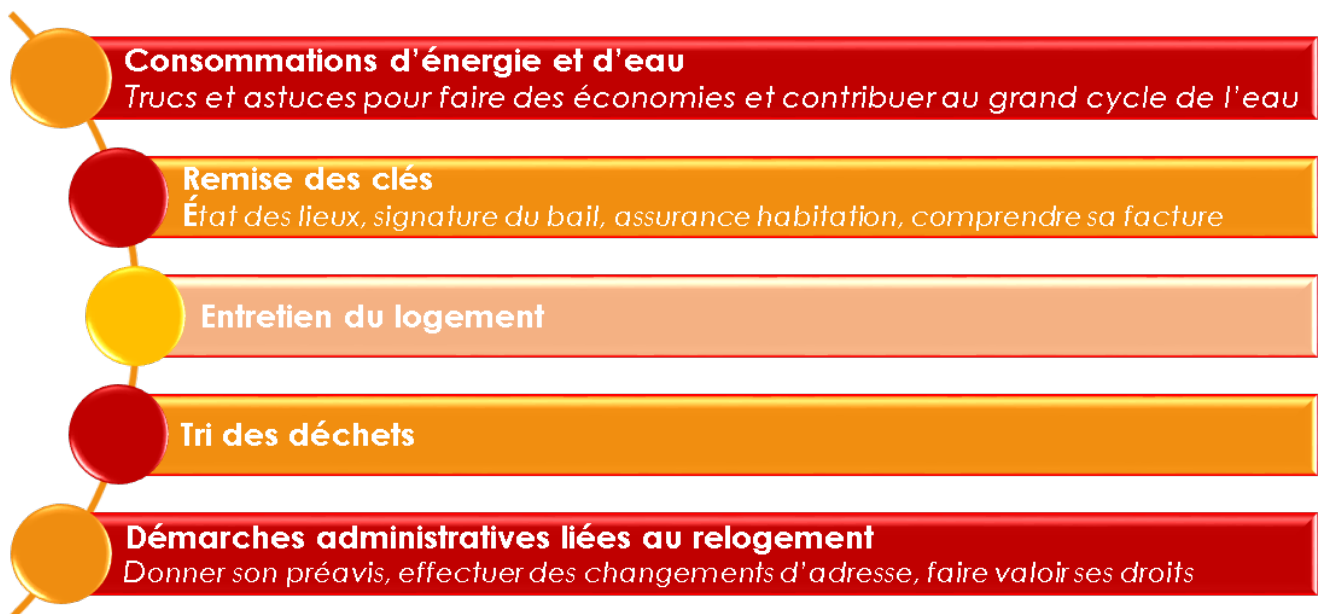 Consommations d’énergie et d’eau
Trucs et astuces pour faire des économies et contribuer au grand cycle de l’eau
Remise des clés
État des lieux, signature du bail, assurance habitation, comprendre sa facture
Entretien du logement
Tri des déchets
Démarches administratives liées au relogement
Donner son préavis, effectuer des changements d’adresse, faire valoir ses droits